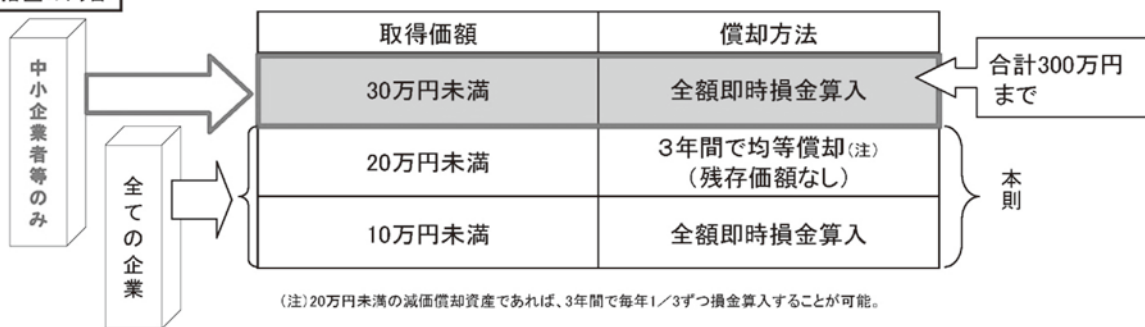 取得価額 償却方法
中小企業者等のみ
30万円未満 全額即時損金算入
合計300万円
まで
全ての企業
20万円未満 3年間で均等償却(注)
(残存価額なし)
10万円未満 全額即時損金算入
本則
(注)20万円未満の減価償却資産であれば、3年間で毎年1/3ずつ損金算入することが可能。